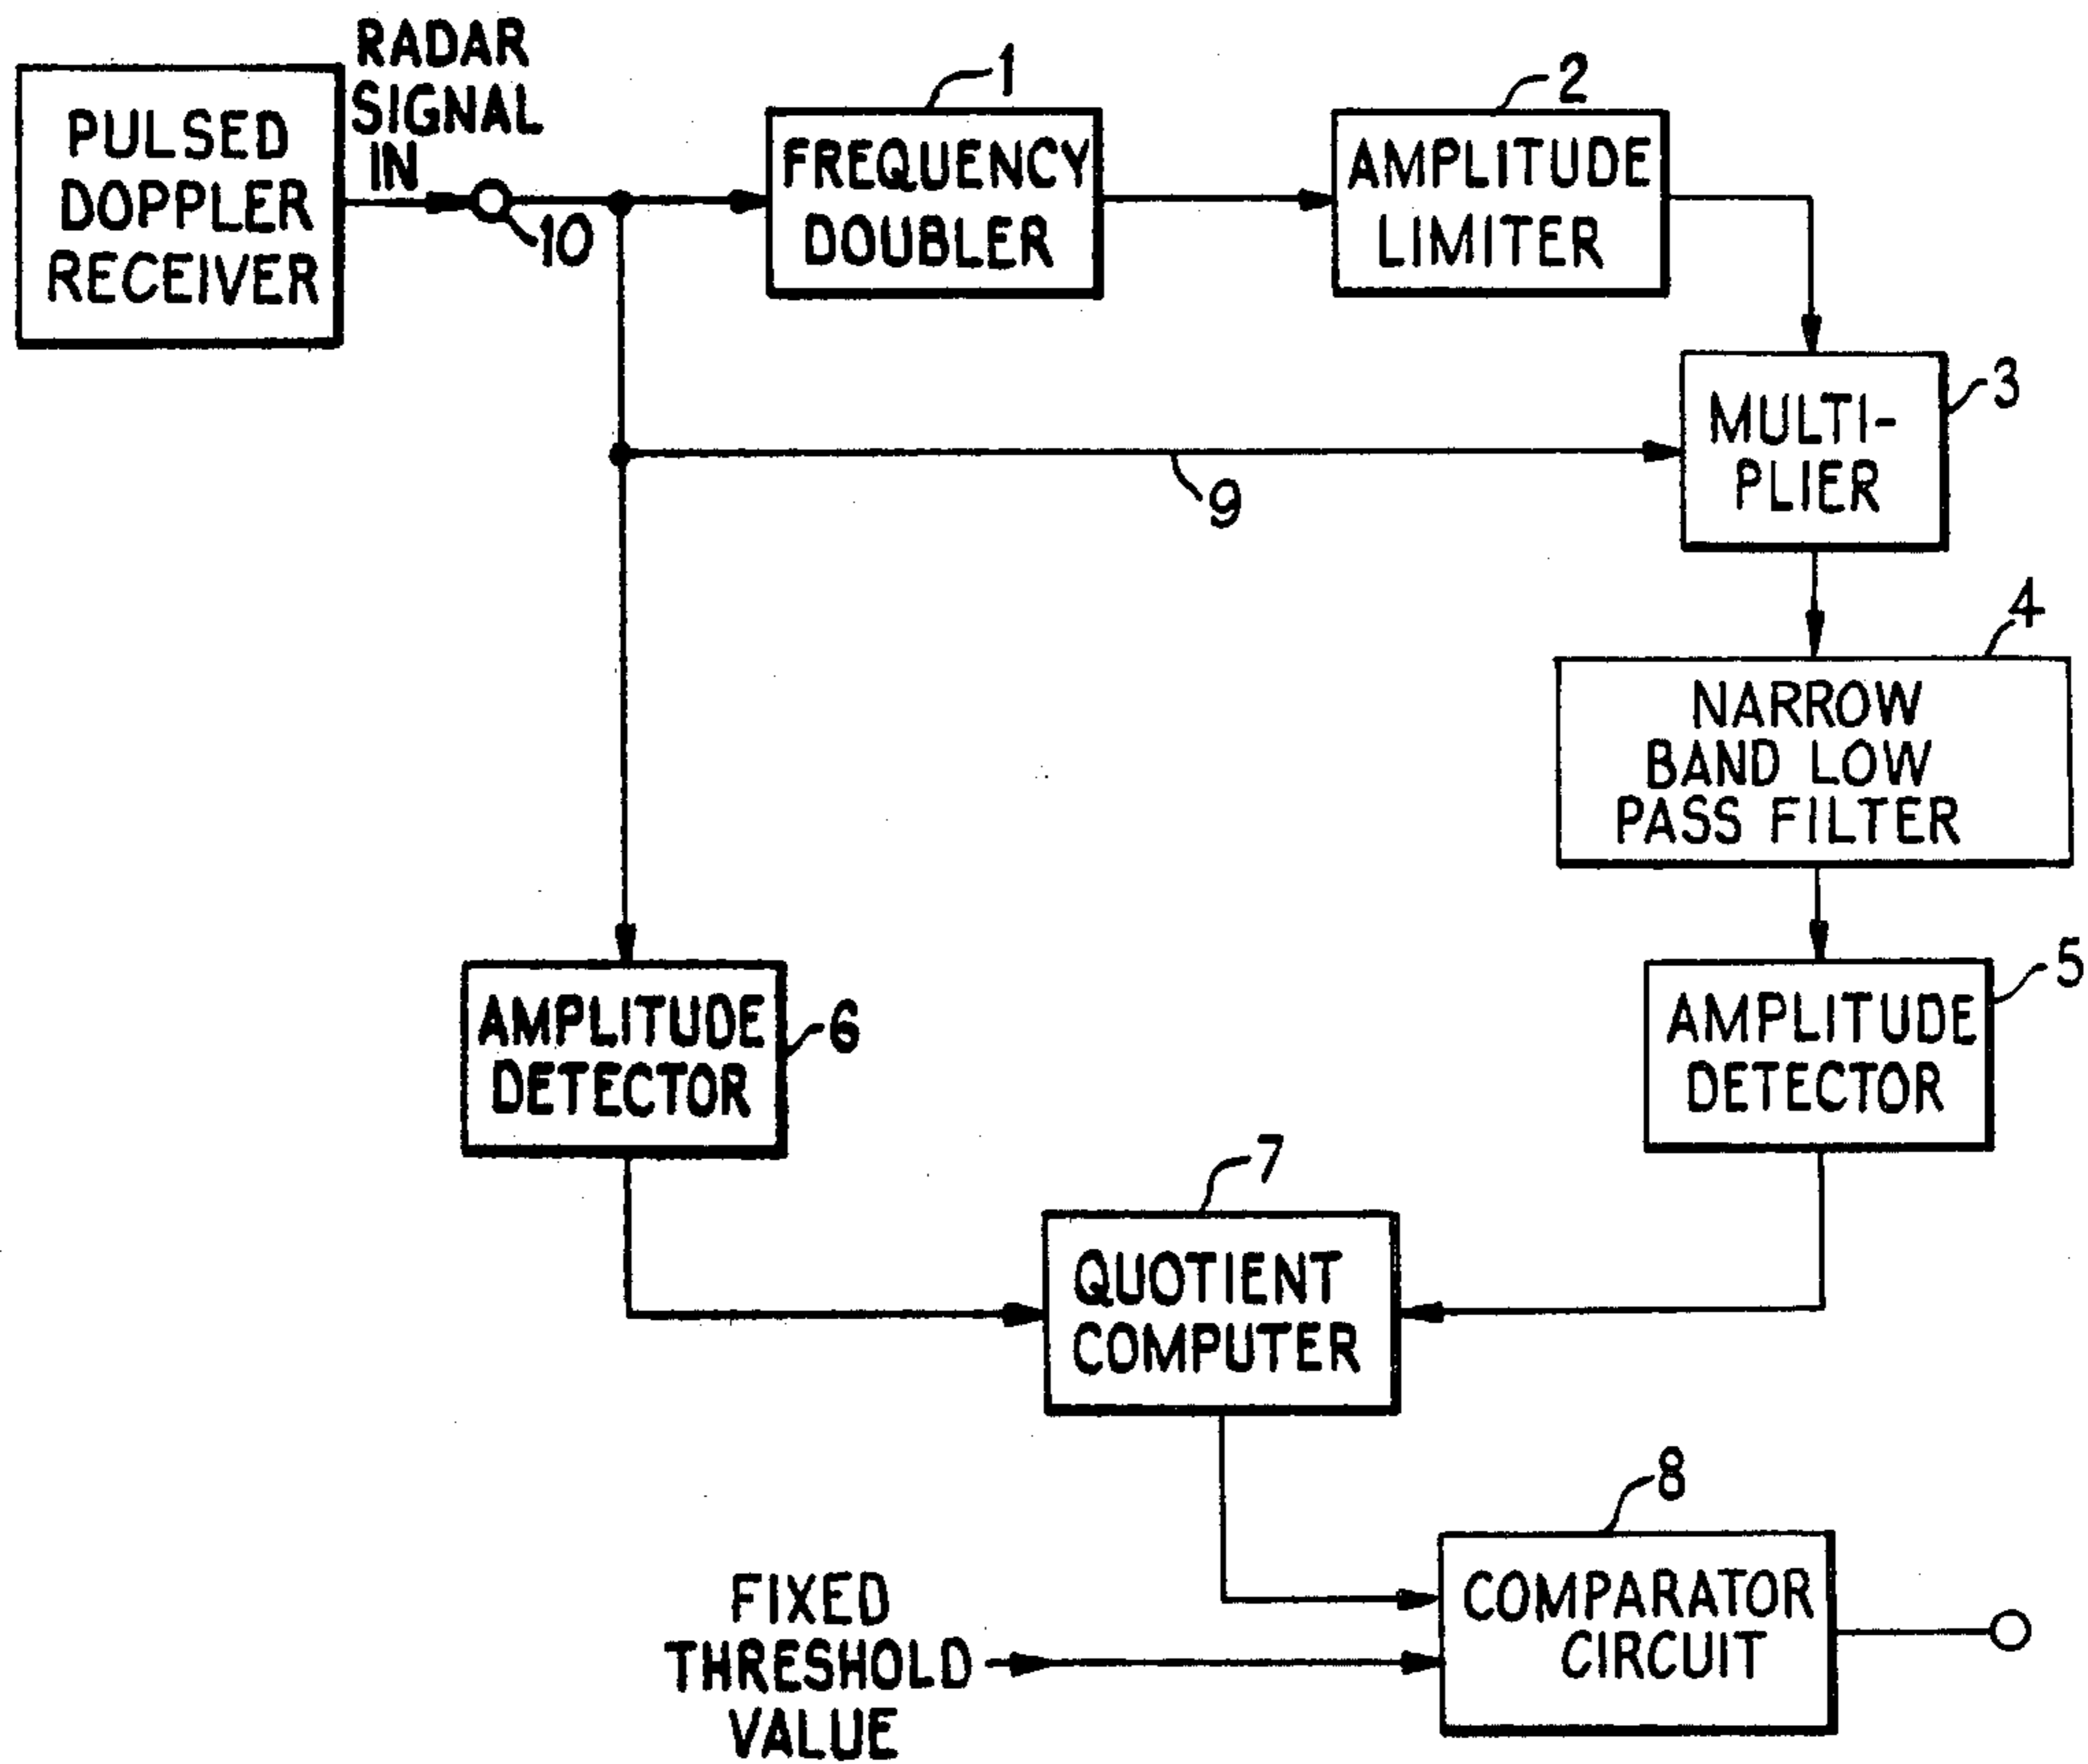 RADAR
SIGNAL
IN
PULSED
DOPPLER
RECEIVER
10
1
FREQUENCY
DOUBLER
2
AMPLITUDE
LIMITER
3
MULTI-
PLIER
9
4
NARROW
BAND LOW
PASS FILTER
5
AMPLITUDE
DETECTOR
6
AMPLITUDE
DETECTOR
7
QUOTIENT
COMPUTER
8
COMPARATOR
CIRCUIT
FIXED
THRESHOLD
VALUE